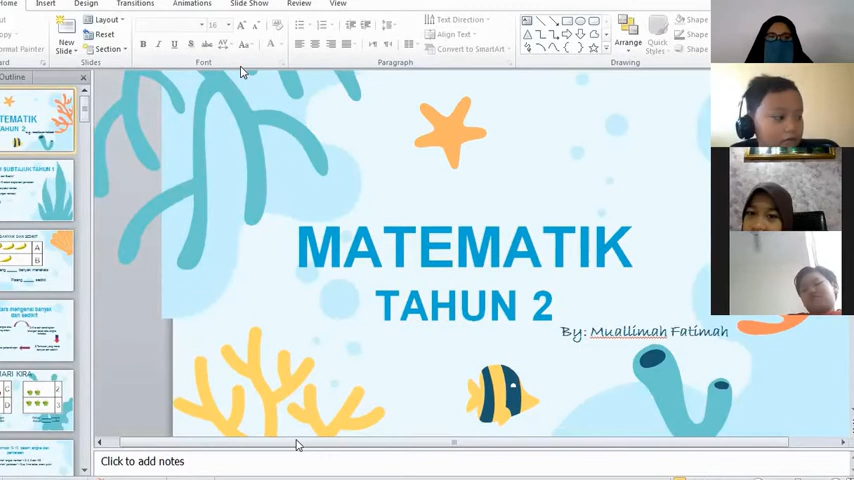 Home Insert Design Transitions Animations Slide Show Review View
Layout
New Slide
Reset
Section
16
Text Direction
Align Text
Convert to SmartArt
Arrange
Quick Styles
Shape
Shape
Shape
Slides Font Paragraph Drawing
Outline
MATEMATIK
TAHUN 2
By: Muallimah Fatimah
Click to add notes